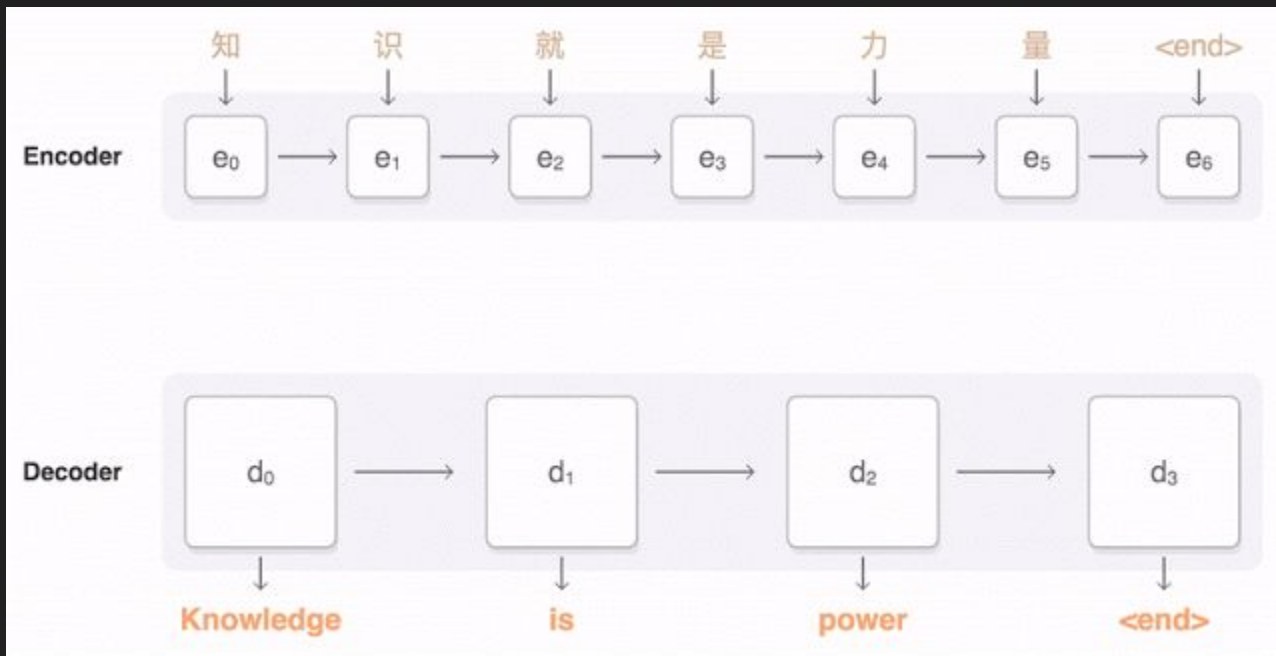 知 识 就 是 力 量 <end>
Encoder e₀ e₁ e₂ e₃ e₄ e₅ e₆
Decoder d₀ d₁ d₂ d₃
Knowledge is power <end>